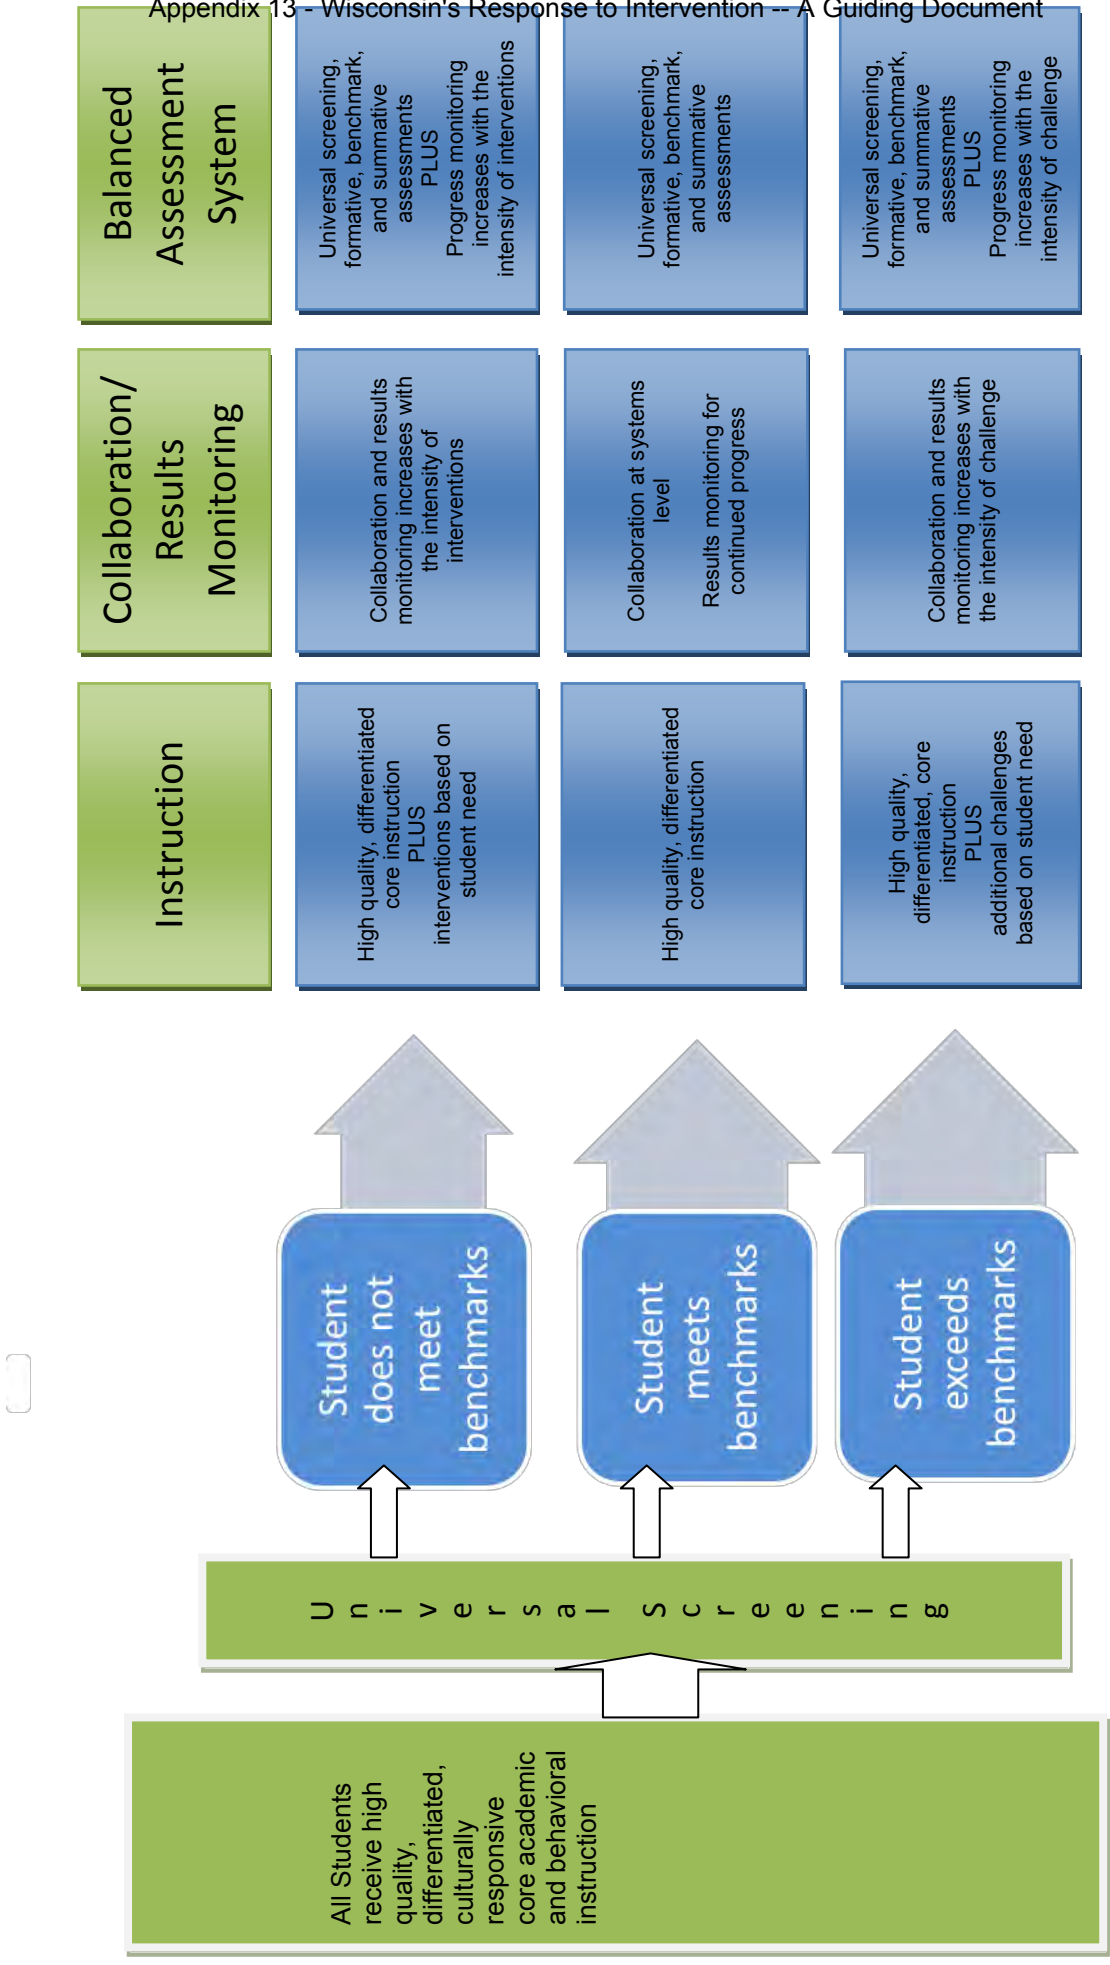 Appendix 13 - Wisconsin's Response to Intervention -- A Guiding Document
All Students
receive high
quality,
differentiated,
culturally
responsive
core academic
and behavioral
instruction
Universal Screening
Student
does not
meet
benchmarks
Student
meets
benchmarks
Student
exceeds
benchmarks
Instruction
High quality, differentiated
core instruction
PLUS
interventions based on
student need
High quality, differentiated
core instruction
High quality,
differentiated, core
instruction
PLUS
additional challenges
based on student need
Collaboration/
Results
Monitoring
Collaboration and results
monitoring increases with
the intensity of
interventions
Collaboration at systems
level
Results monitoring for
continued progress
Collaboration and results
monitoring increases with
the intensity of challenge
Balanced
Assessment
System
Universal screening,
formative, benchmark,
and summative
assessments
PLUS
Progress monitoring
increases with the
intensity of interventions
Universal screening,
formative, benchmark,
and summative
assessments
Universal screening,
formative, benchmark,
and summative
assessments
PLUS
Progress monitoring
increases with the
intensity of challenge